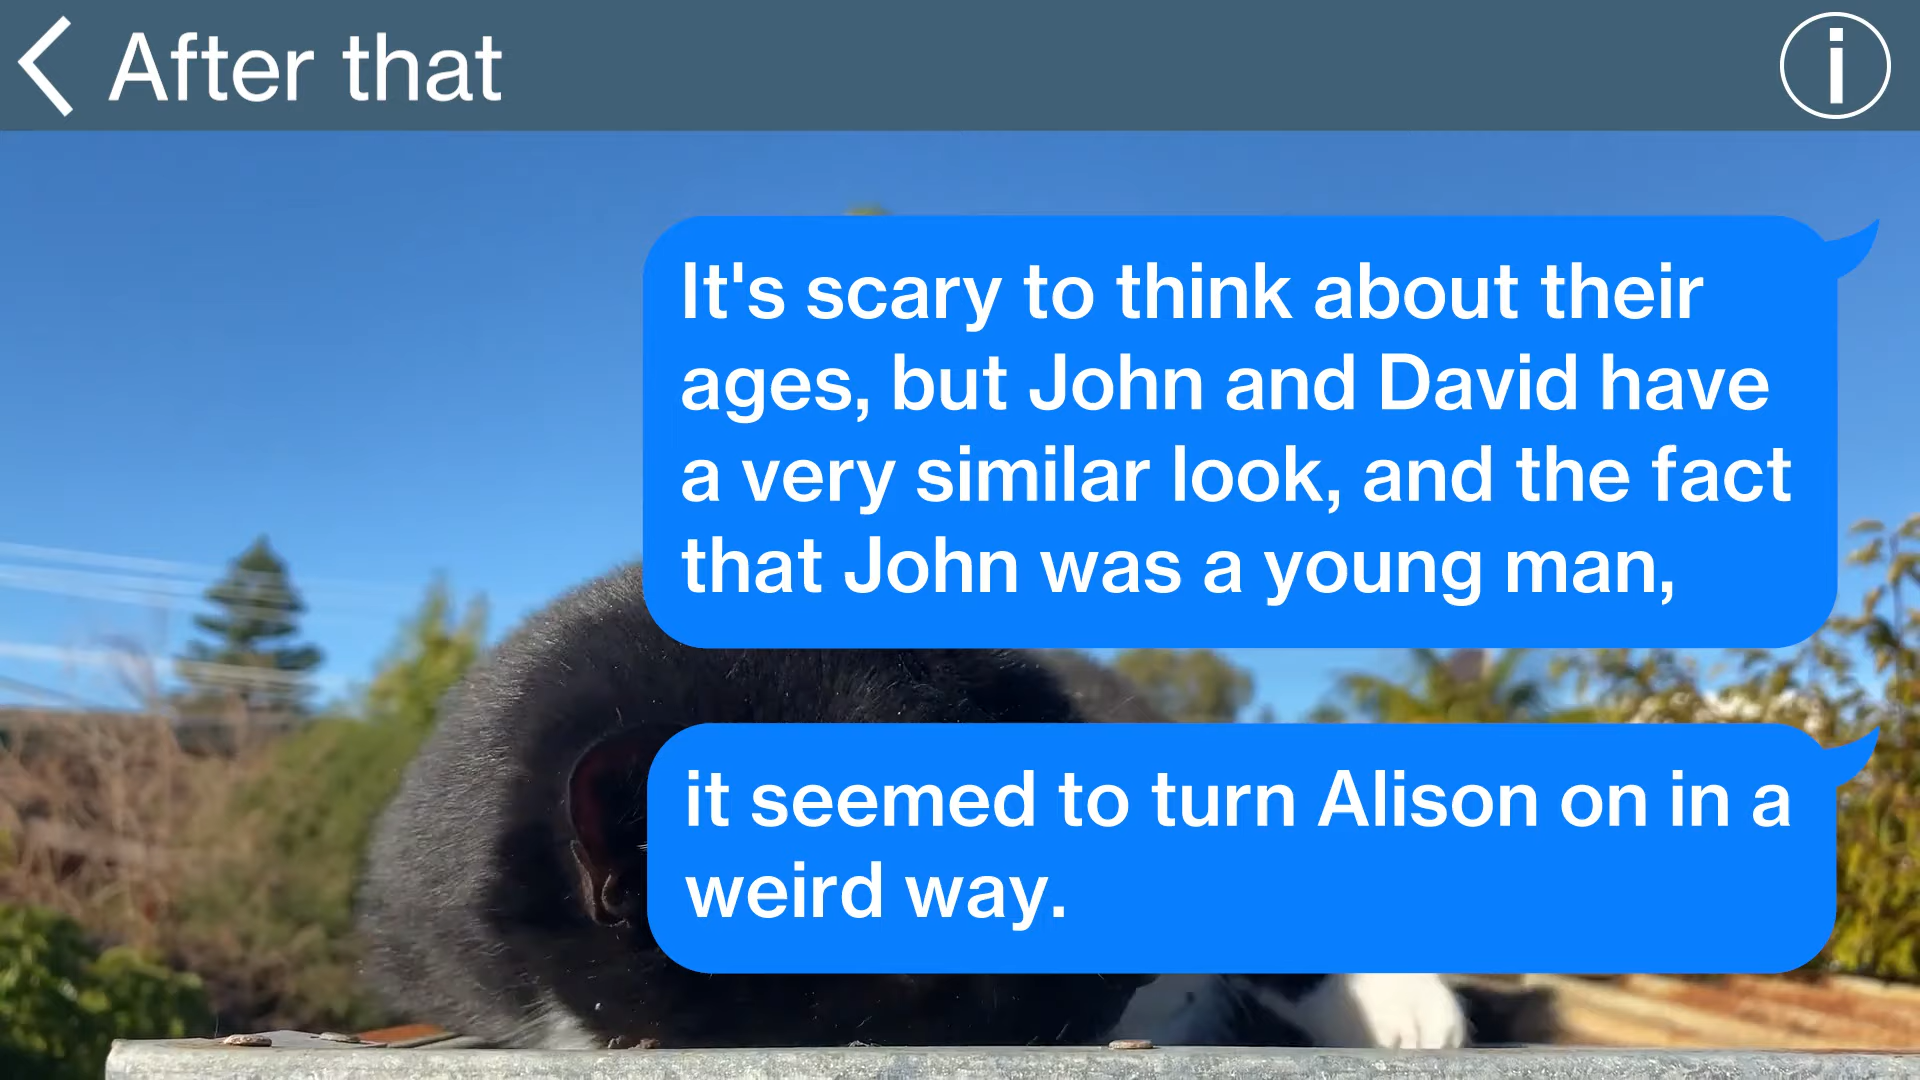 After that
It's scary to think about their
ages, but John and David have
a very similar look, and the fact
that John was a young man,
it seemed to turn Alison on in a
weird way.